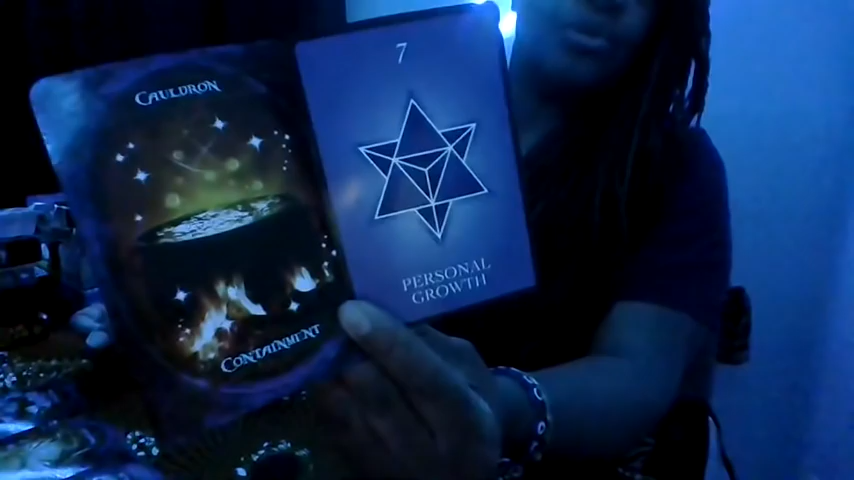 CAULDRON
CONTAINMENT
7
PERSONAL
GROWTH